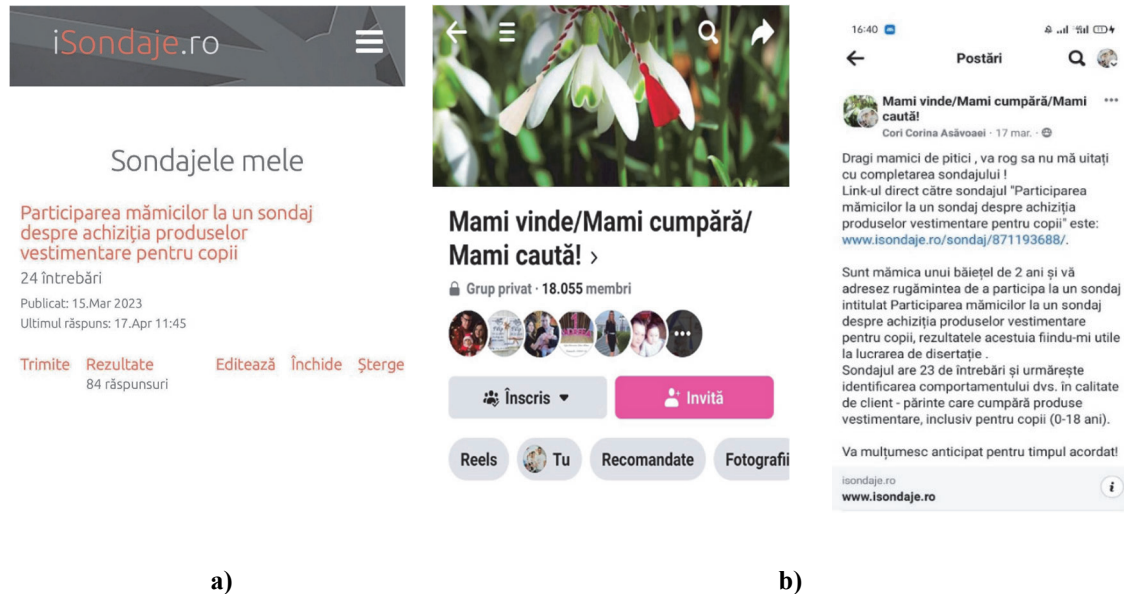 iSondaje.ro
Sondajele mele
Participarea mămicilor la un sondaj
despre achiziția produselor
vestimentare pentru copii
24 întrebări
Publicat: 15.Mar 2023
Ultimul răspuns: 17.Apr 11:45
Trimite Rezultate Editează Închide Șterge
84 răspunsuri
a)
Mami vinde/Mami cumpără/
Mami caută! ›
Grup privat · 18.055 membri
Înscris
Invită
Reels
Tu
Recomandate
Fotografii
16:40
Postări
Mami vinde/Mami cumpără/Mami
caută!
Cori Corina Asăvoaei · 17 mar. ·
Dragi mamici de pitici , va rog sa nu mă uitați
cu completarea sondajului !
Link-ul direct către sondajul "Participarea
mămicilor la un sondaj despre achiziția
produselor vestimentare pentru copii" este:
www.isondaje.ro/sondaj/871193688/.
Sunt mămica unui băiețel de 2 ani și vă
adresez rugămintea de a participa la un sondaj
intitulat Participarea mămicilor la un sondaj
despre achiziția produselor vestimentare
pentru copii, rezultatele acestuia fiindu-mi utile
la lucrarea de disertație .
Sondajul are 23 de întrebări și urmărește
identificarea comportamentului dvs. în calitate
de client - părinte care cumpără produse
vestimentare, inclusiv pentru copii (0-18 ani).
Va mulțumesc anticipat pentru timpul acordat!
isondaje.ro
www.isondaje.ro
b)